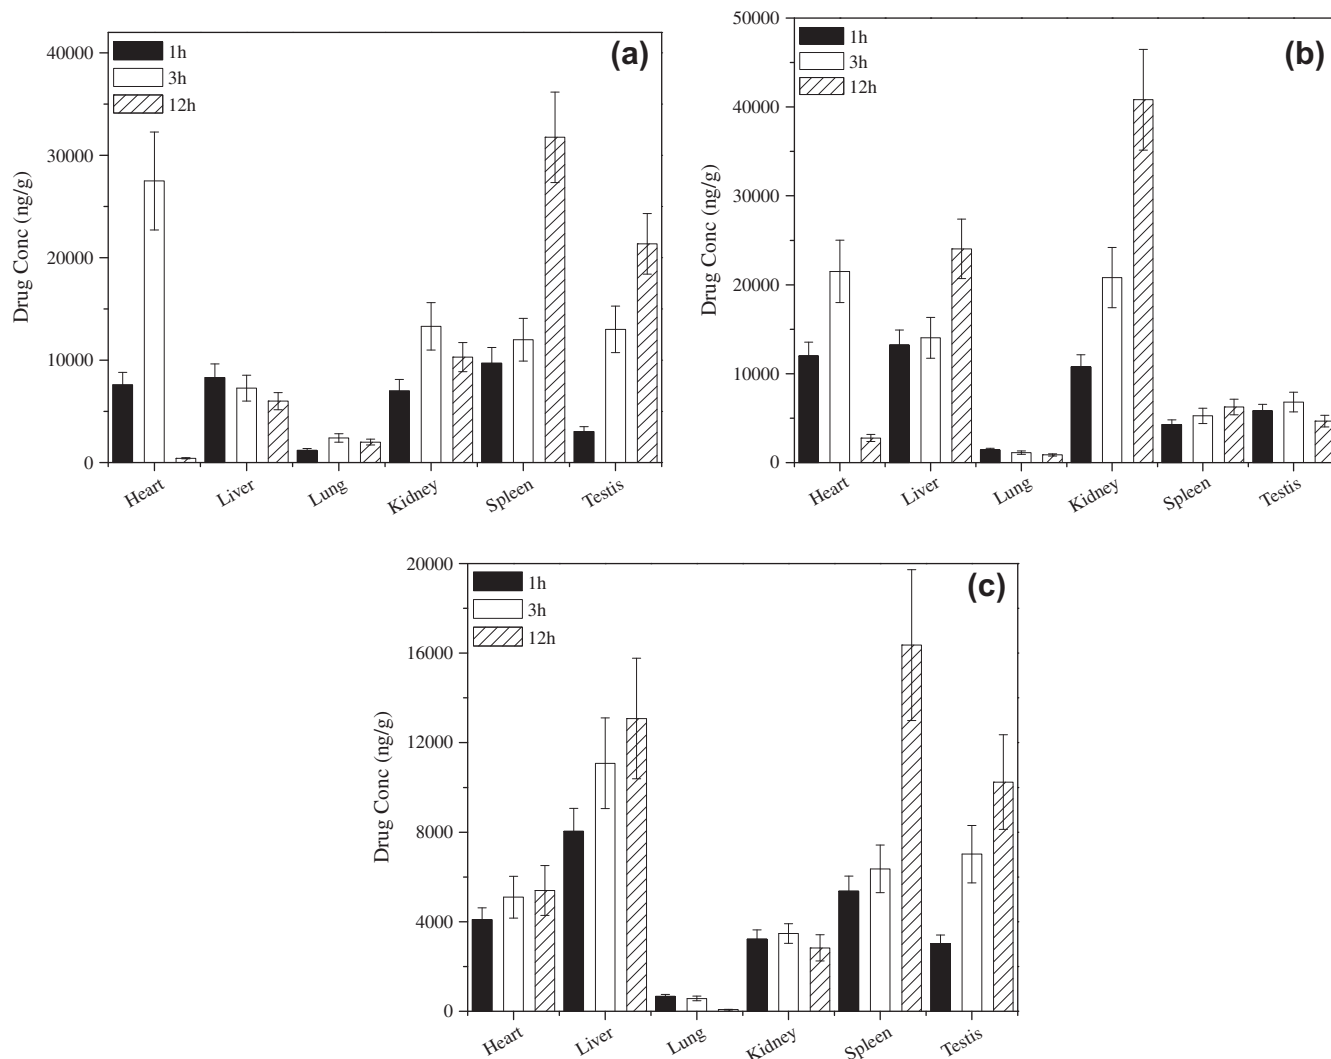 (a)
1h
3h
12h
40000
30000
20000
10000
0
Drug Conc (ng/g)
Heart Liver Lung Kidney Spleen Testis
(b)
1h
3h
12h
50000
40000
30000
20000
10000
0
Drug Conc (ng/g)
Heart Liver Lung Kidney Spleen Testis
(c)
1h
3h
12h
20000
16000
12000
8000
4000
0
Drug Conc (ng/g)
Heart Liver Lung Kidney Spleen Testis